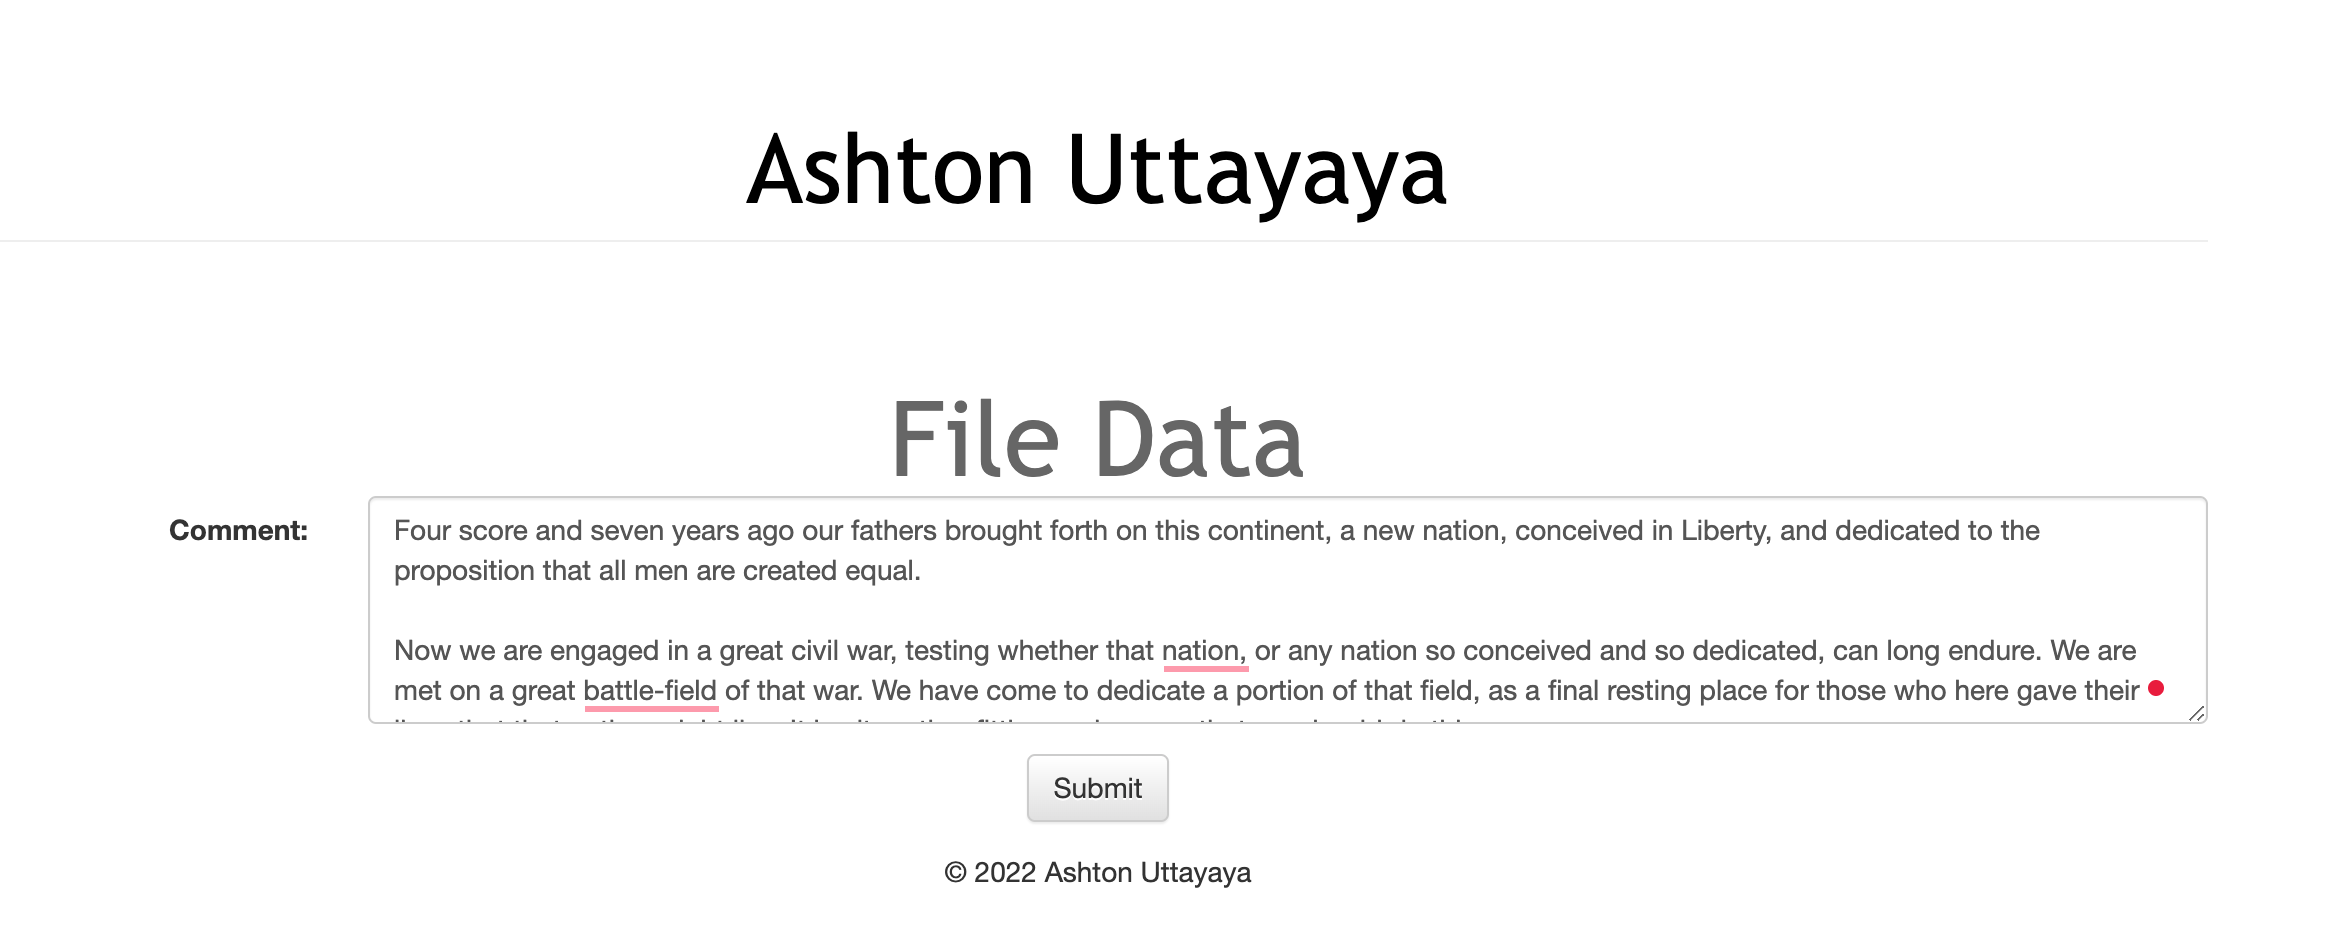 Ashton Uttayaya
File Data
Comment:
Four score and seven years ago our fathers brought forth on this continent, a new nation, conceived in Liberty, and dedicated to the
proposition that all men are created equal.
Now we are engaged in a great civil war, testing whether that nation, or any nation so conceived and so dedicated, can long endure. We are
met on a great battle-field of that war. We have come to dedicate a portion of that field, as a final resting place for those who here gave their
Submit
© 2022 Ashton Uttayaya